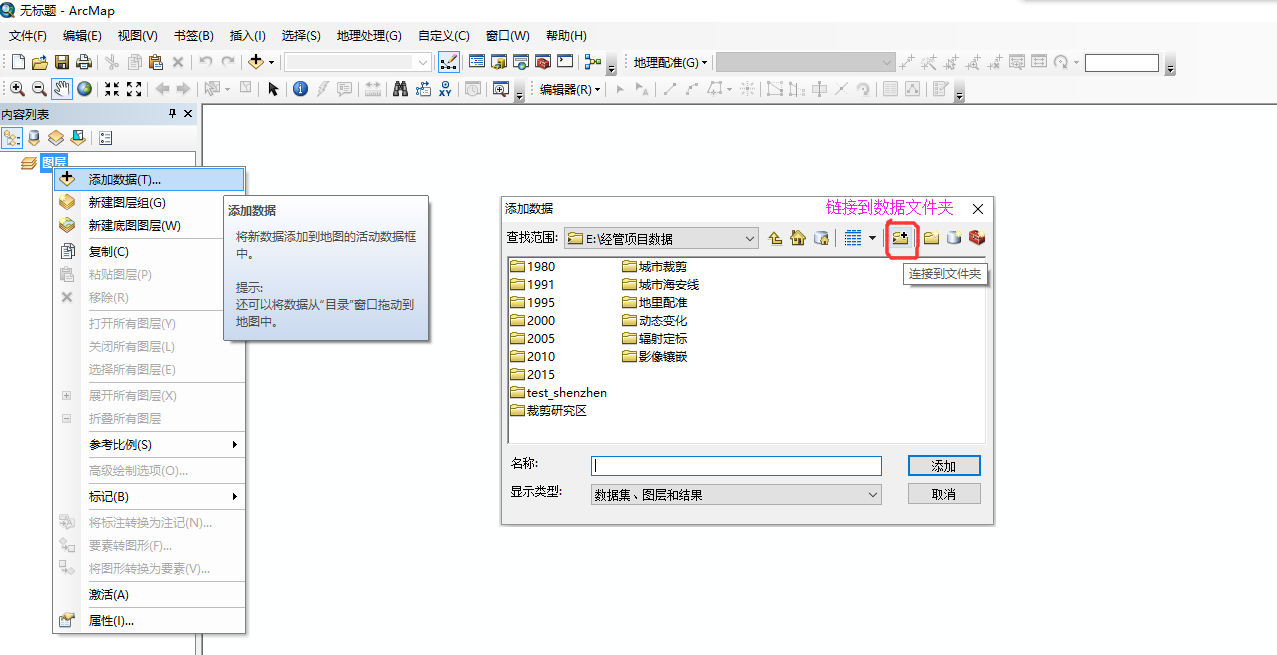 无标题 - ArcMap
文件(F) 编辑(E) 视图(V) 书签(B) 插入(I) 选择(S) 地理处理(G) 自定义(C) 窗口(W) 帮助(H)
地理配准(G)
编辑器(R)
内容列表
图层
添加数据(T)...
新建图层组(G)
新建底图图层(W)
复制(C)
粘贴图层(P)
移除(R)
打开所有图层(Y)
关闭所有图层(L)
选择所有图层(E)
展开所有图层(X)
折叠所有图层
参考比例(S)
高级绘制选项(O)...
标记(B)
将标注转换为注记(N)...
要素转图形(F)...
将图形转换为要素(V)...
激活(A)
属性(I)...
添加数据
将新数据添加到地图的活动数据框
中。
提示:
还可以将数据从“目录”窗口拖动到
地图中。
添加数据
链接到数据文件夹
查找范围: E:\经管项目数据
连接到文件夹
1980
1991
1995
2000
2005
2010
2015
test_shenzhen
裁剪研究区
城市裁剪
城市海安线
地里配准
动态变化
辐射定标
影像镶嵌
名称:
添加
显示类型: 数据集、图层和结果
取消